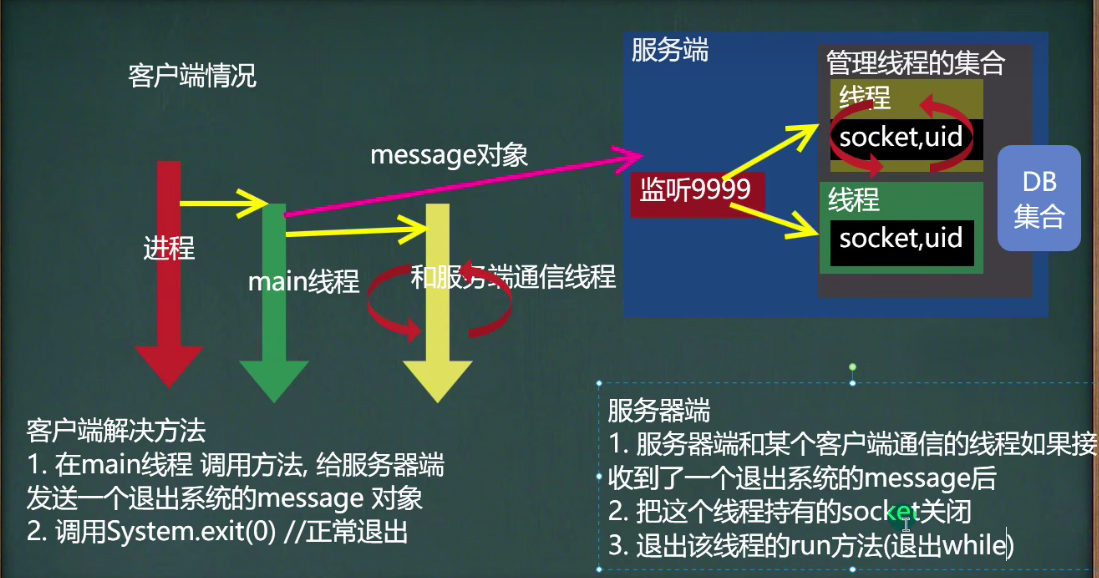 客户端情况
message对象
进程
main线程
和服务端通信线程
服务端
管理线程的集合
线程
socket,uid
监听9999
线程
socket,uid
DB
集合
客户端解决方法
1. 在main线程 调用方法, 给服务器端
发送一个退出系统的message 对象
2. 调用System.exit(0) //正常退出
服务器端
1. 服务器端和某个客户端通信的线程如果接
收到了一个退出系统的message后
2. 把这个线程持有的socket关闭
3. 退出该线程的run方法(退出while)